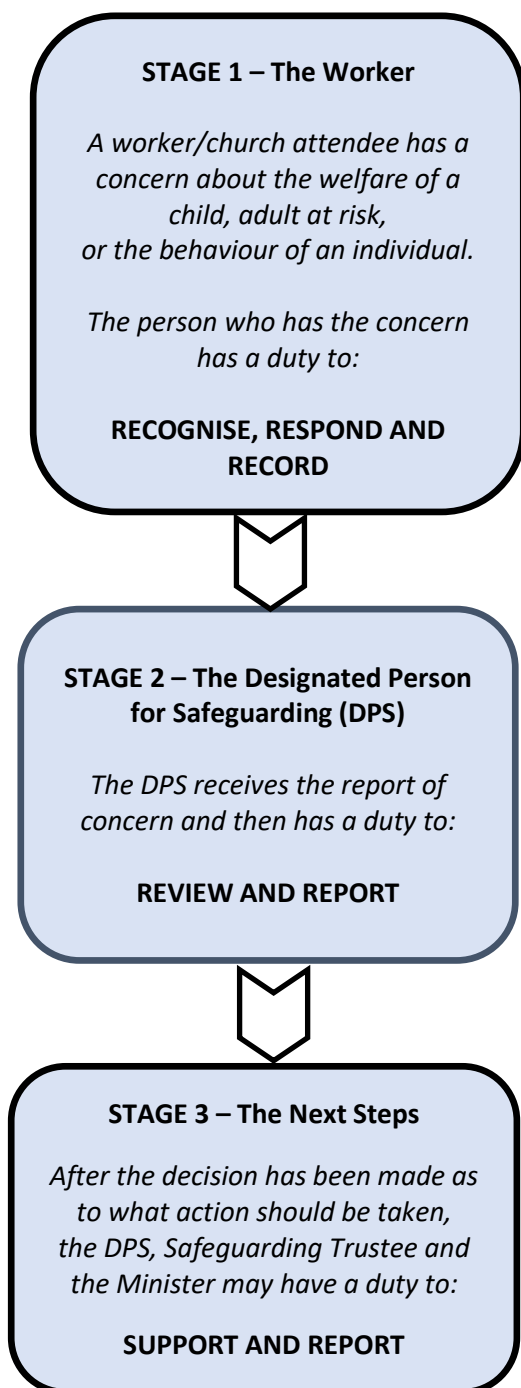 STAGE 1 – The Worker
A worker/church attendee has a
concern about the welfare of a
child, adult at risk,
or the behaviour of an individual.
The person who has the concern
has a duty to:
RECOGNISE, RESPOND AND
RECORD
STAGE 2 – The Designated Person
for Safeguarding (DPS)
The DPS receives the report of
concern and then has a duty to:
REVIEW AND REPORT
STAGE 3 – The Next Steps
After the decision has been made as
to what action should be taken,
the DPS, Safeguarding Trustee and
the Minister may have a duty to:
SUPPORT AND REPORT